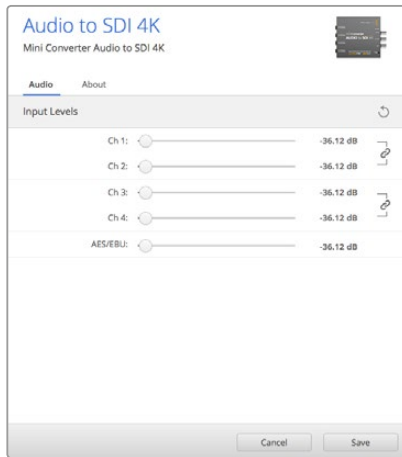 Audio to SDI 4K
Mini Converter Audio to SDI 4K
Audio About
Input Levels
Ch 1: -36.12 dB
Ch 2: -36.12 dB
Ch 3: -36.12 dB
Ch 4: -36.12 dB
AES/EBU: -36.12 dB
Cancel Save